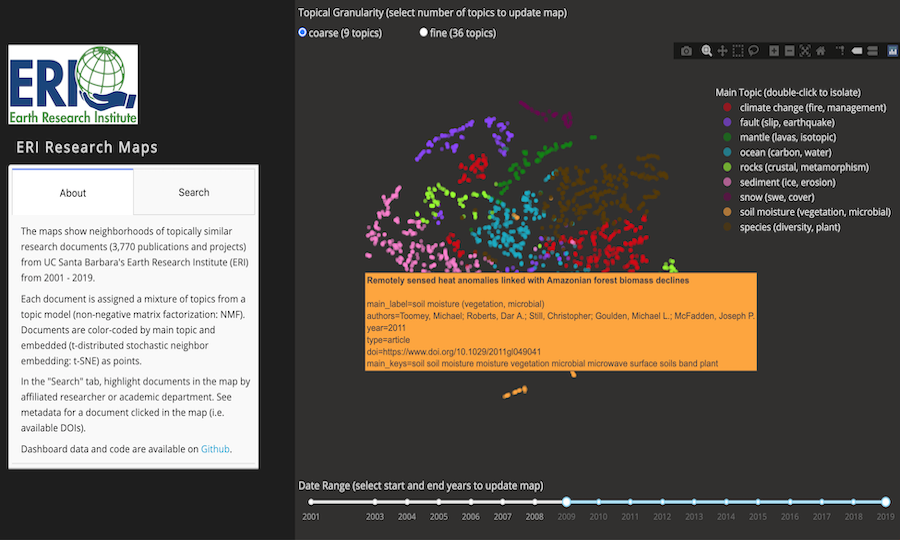 Topical Granularity (select number of topics to update map)
coarse (9 topics)
fine (36 topics)
ERI
Earth Research Institute
ERI Research Maps
About
Search
The maps show neighborhoods of topically similar
research documents (3,770 publications and projects)
from UC Santa Barbara's Earth Research Institute (ERI)
from 2001 - 2019.
Each document is assigned a mixture of topics from a
topic model (non-negative matrix factorization: NMF).
Documents are color-coded by main topic and
embedded (t-distributed stochastic neighbor
embedding: t-SNE) as points.
In the "Search" tab, highlight documents in the map by
affiliated researcher or academic department. See
metadata for a document clicked in the map (i.e.
available DOIs).
Dashboard data and code are available on Github.
Main Topic (double-click to isolate)
climate change (fire, management)
fault (slip, earthquake)
mantle (lavas, isotopic)
ocean (carbon, water)
rocks (crustal, metamorphism)
sediment (ice, erosion)
snow (swe, cover)
soil moisture (vegetation, microbial)
species (diversity, plant)
Remotely sensed heat anomalies linked with Amazonian forest biomass declines
main_label=soil moisture (vegetation, microbial)
authors=Toomey, Michael; Roberts, Dar A.; Still, Christopher; Goulden, Michael L.; McFadden, Joseph P.
year=2011
type=article
doi=https://www.doi.org/10.1029/2011gl049041
main_keys=soil soil moisture moisture vegetation microbial microwave surface soils band plant
Date Range (select start and end years to update map)
2001 2003 2004 2005 2006 2007 2008 2009 2010 2011 2012 2013 2014 2015 2016 2017 2018 2019